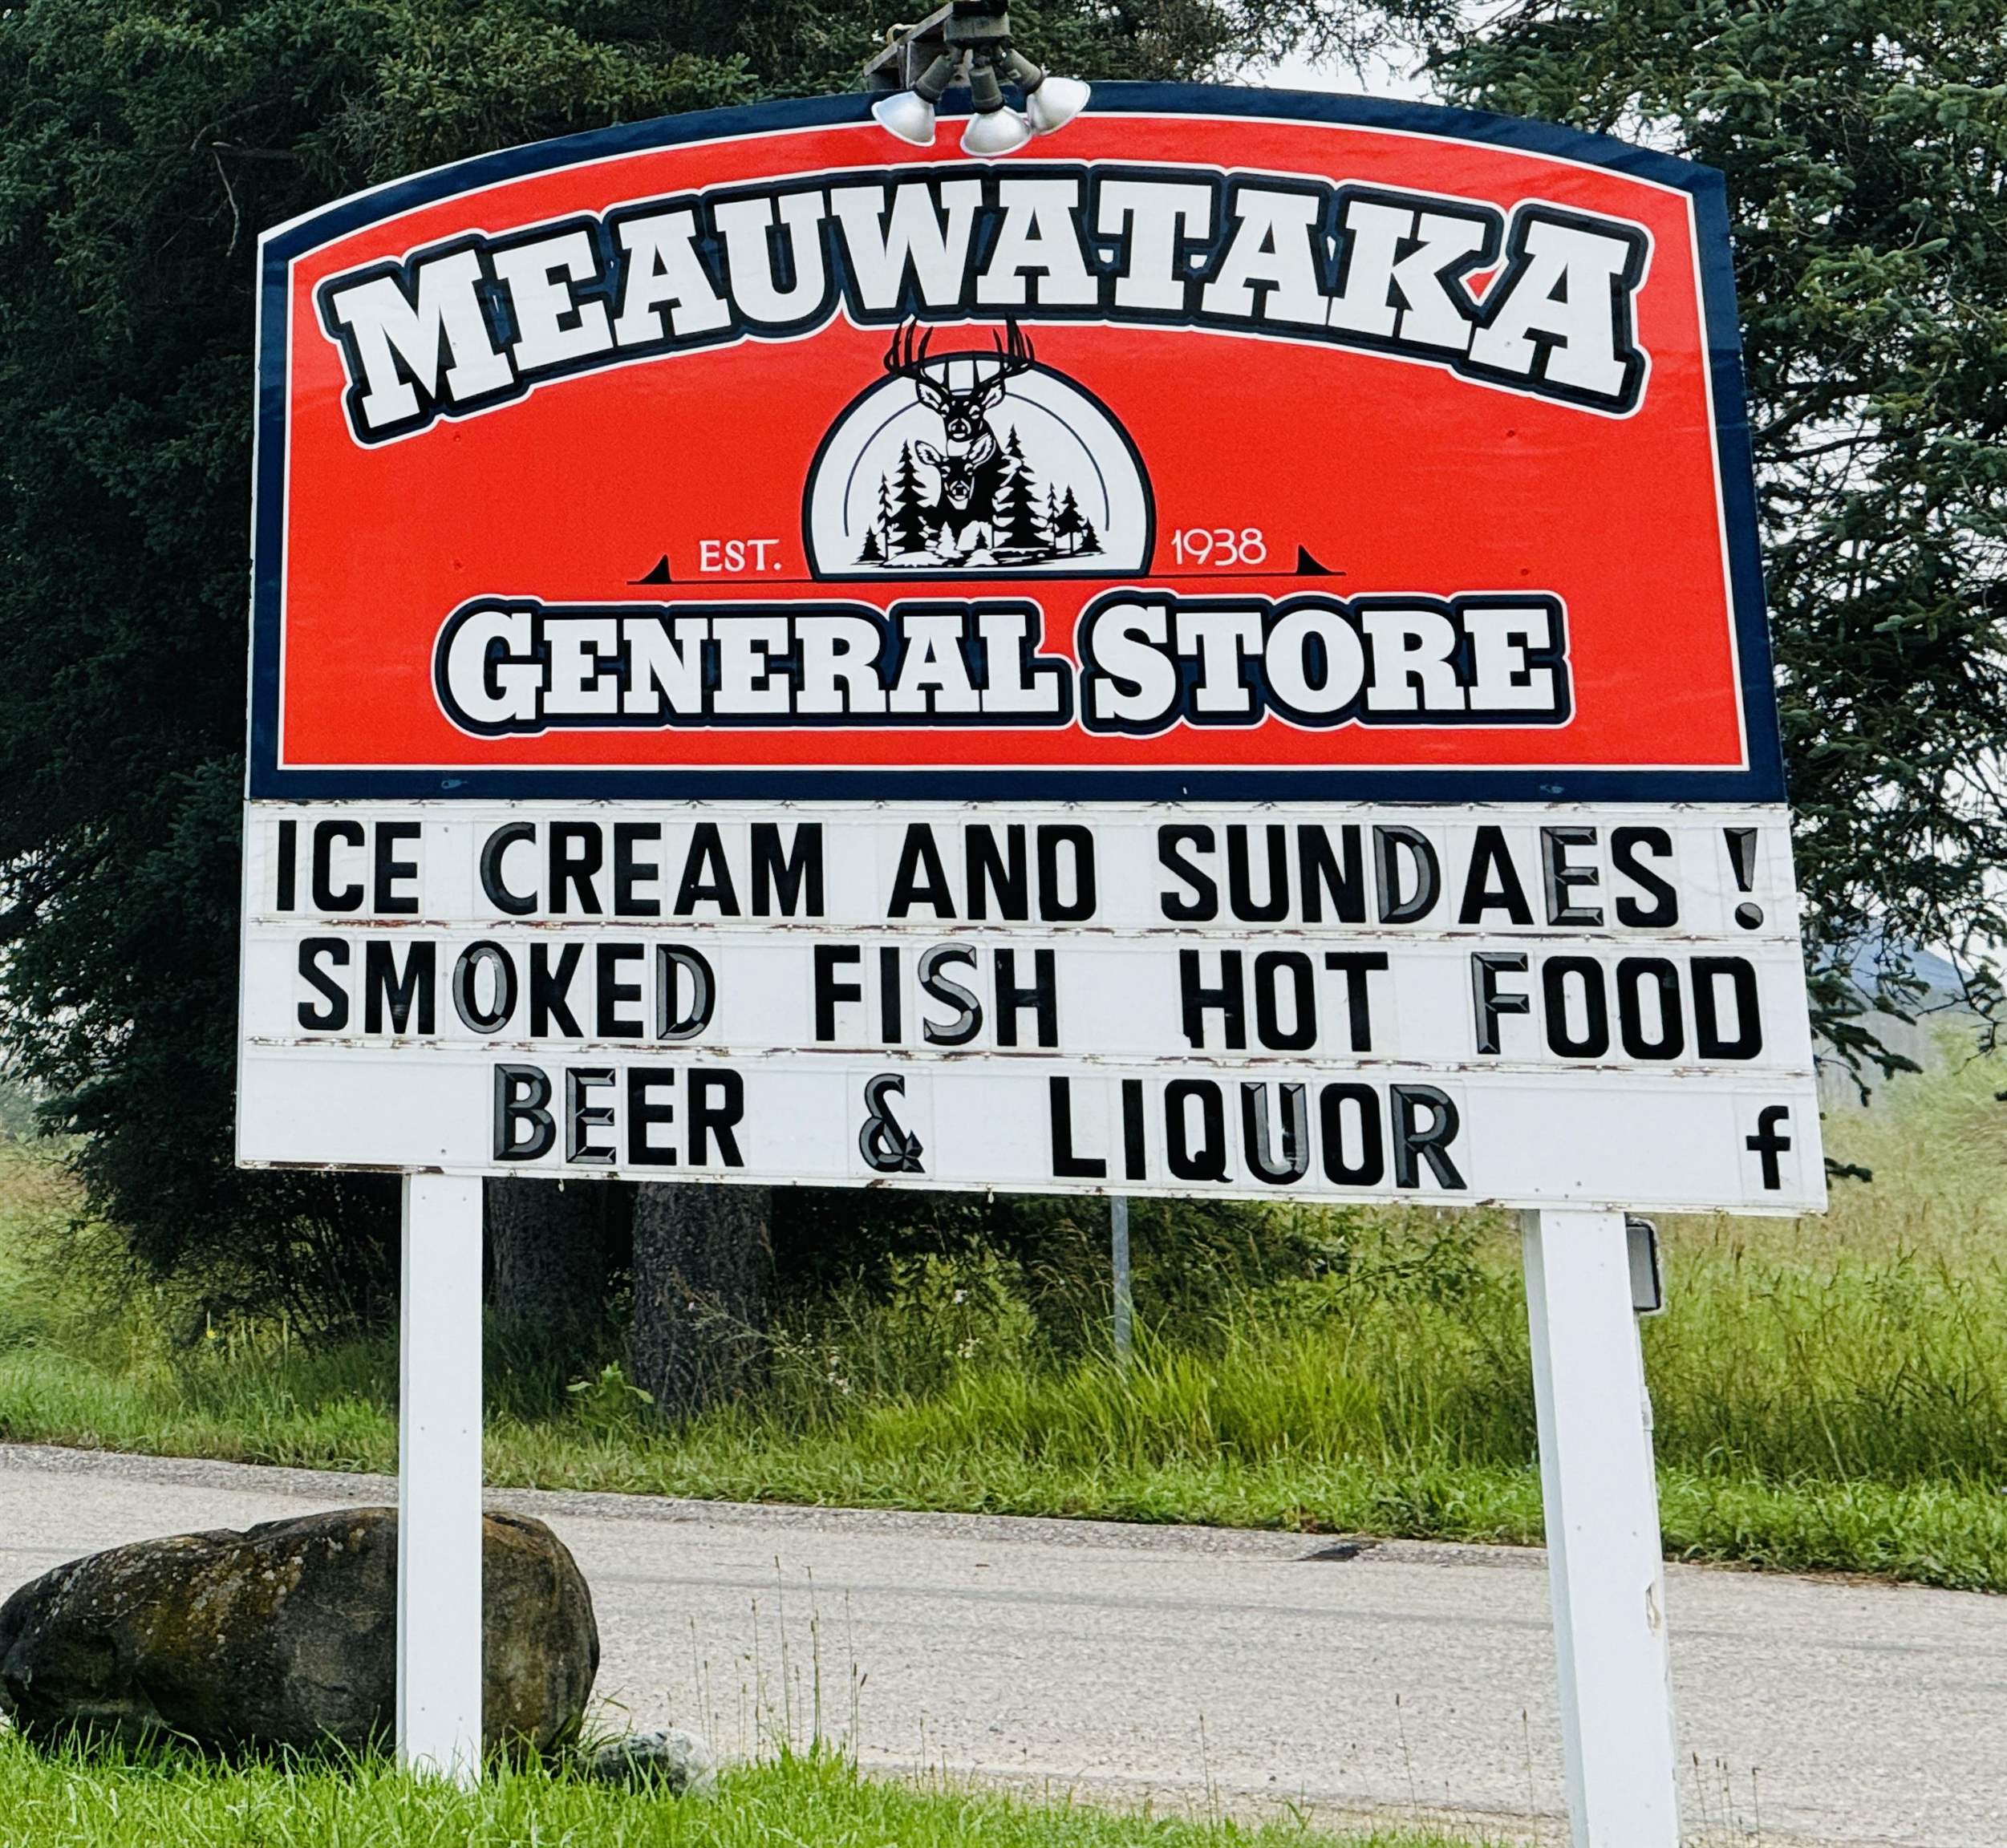 MEAUWATAKA
EST. 1938
GENERAL STORE
ICE CREAM AND SUNDAES !
SMOKED FISH HOT FOOD
BEER & LIQUOR f